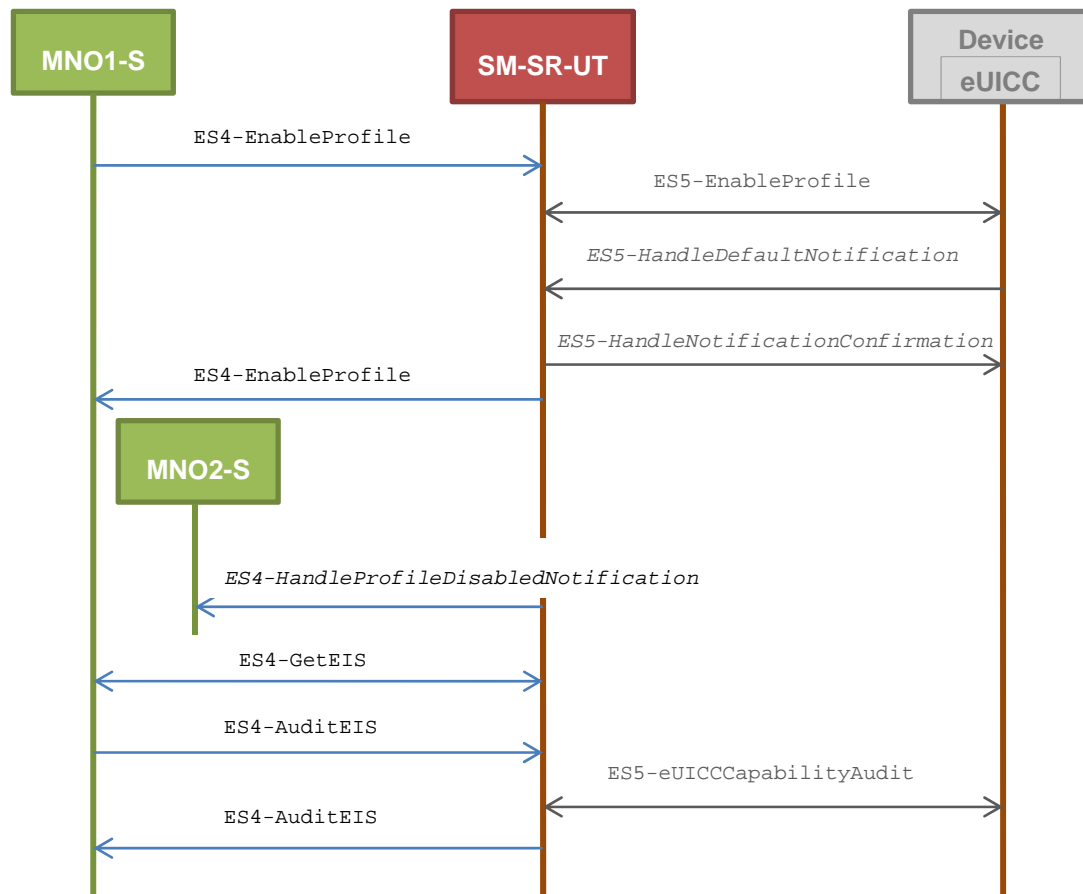 MNO1-S
SM-SR-UT
Device
eUICC
ES4-EnableProfile
ES5-EnableProfile
ES5-HandleDefaultNotification
ES5-HandleNotificationConfirmation
ES4-EnableProfile
MNO2-S
ES4-HandleProfileDisabledNotification
ES4-GetEIS
ES4-AuditEIS
ES5-eUICCCapabilityAudit
ES4-AuditEIS